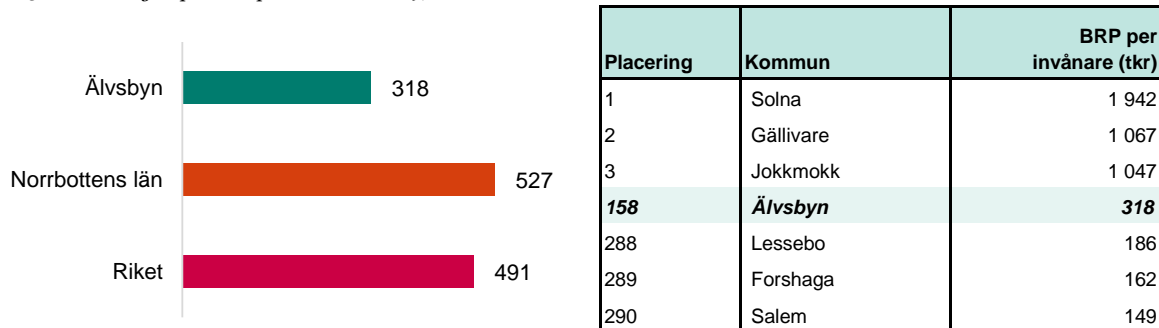 Älvsbyn 318
Norrbottens län 527
Riket 491
Placering Kommun BRP per invånare (tkr)
1 Solna 1 942
2 Gällivare 1 067
3 Jokkmokk 1 047
158 Älvsbyn 318
288 Lessebo 186
289 Forshaga 162
290 Salem 149